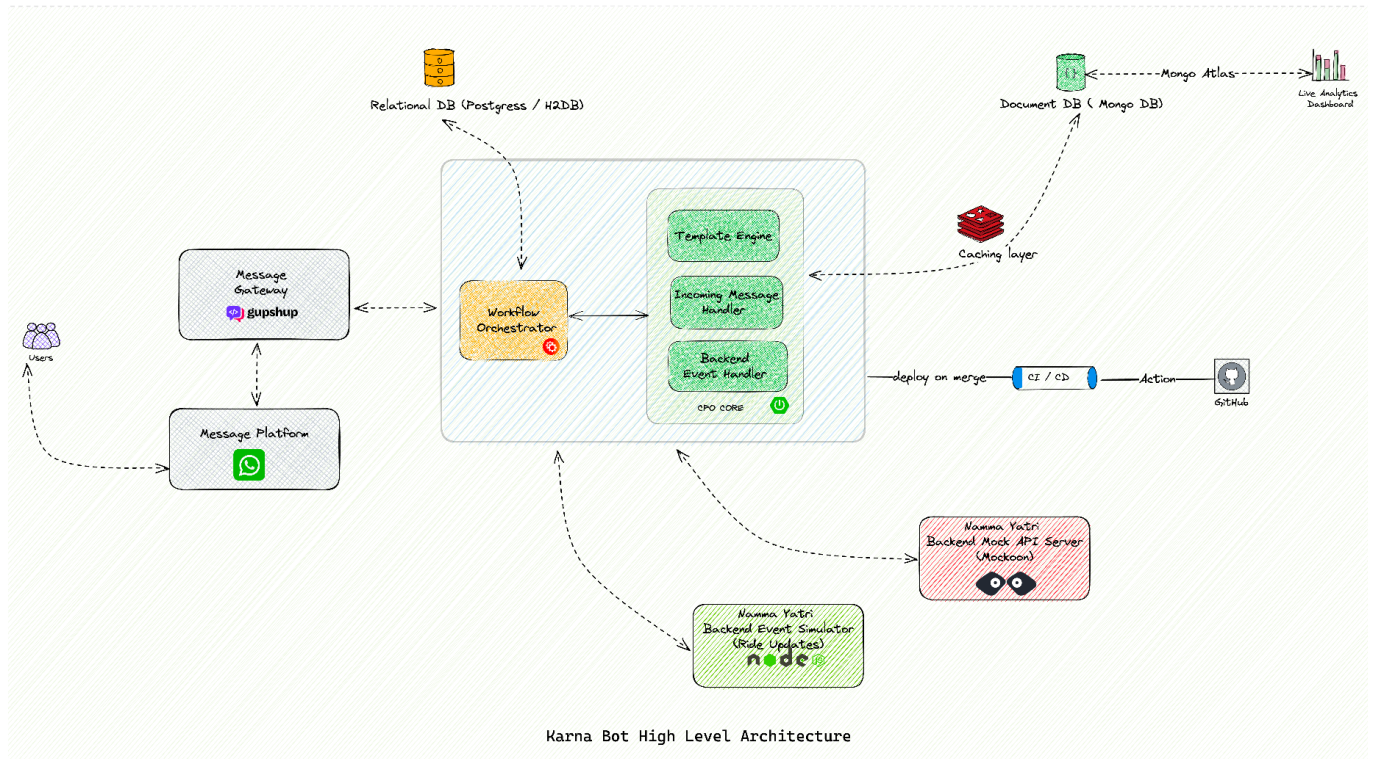 Relational DB (Postgress / H2DB)
Document DB ( Mongo DB)
Mongo Atlas
Live Analytics
Dashboard
Caching layer
Template Engine
Incoming Message
Handler
Backend
Event Handler
CPO CORE
Workflow
Orchestrator
Message
Gateway
gupshup
Users
Message Platform
deploy on merge
CI / CD
Action
GitHub
Namma Yatri
Backend Mock API Server
(Mockoon)
Namma Yatri
Backend Event Simulator
(Ride Updates)
node
JS
Karna Bot High Level Architecture